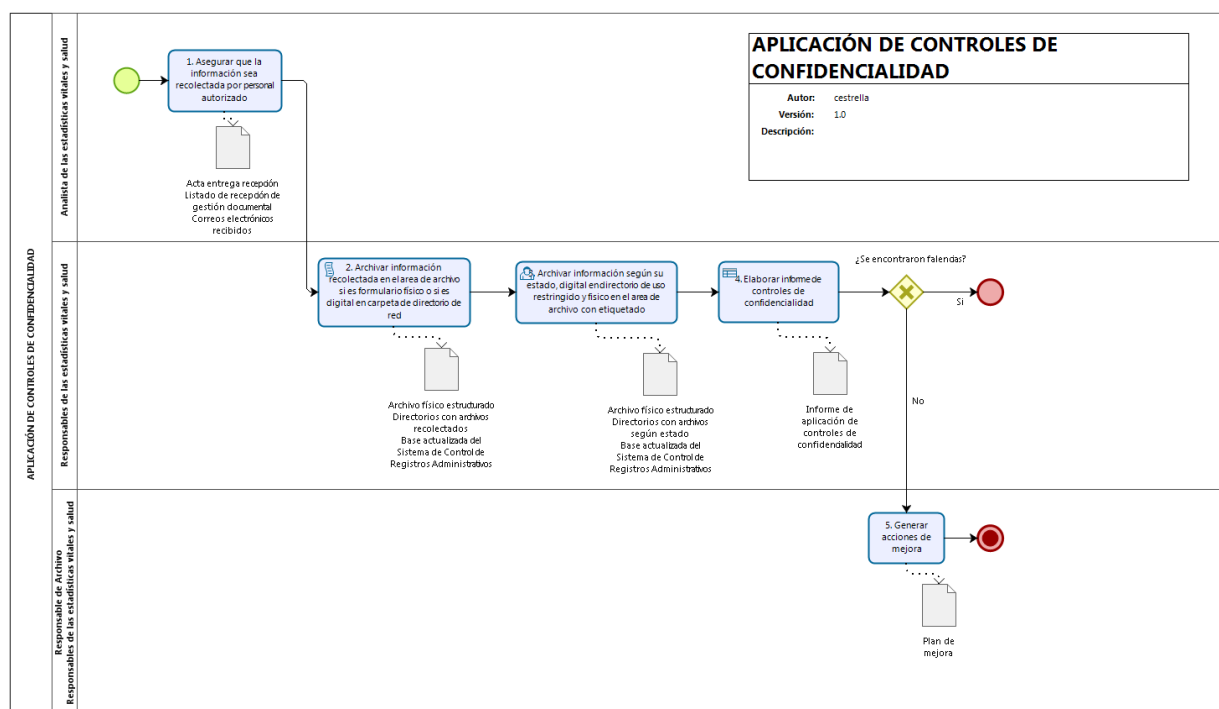 APLICACIÓN DE CONTROLES DE CONFIDENCIALIDAD
Analista de las estadísticas vitales y salud
1. Asegurar que la
información sea
recolectada por personal
autorizado
Acta entrega recepción
Listado de recepción de
gestión documental
Correos electrónicos
recibidos
APLICACIÓN DE CONTROLES DE
CONFIDENCIALIDAD
Autor: cestrella
Versión: 1.0
Descripción:
Responsables de las estadísticas vitales y salud
2. Archivar información
recolectada en el area de archivo
si es formulario físico o si es
digital en carpeta de directorio de
red
Archivo físico estructurado
Directorios con archivos
recolectados
Base actualizada del
Sistema de Control de
Registros Administrativos
Archivar información según su
estado, digital en directorio de uso
restringido y físico en el area de
archivo con etiquetado
Archivo físico estructurado
Directorios con archivos
según estado
Base actualizada del
Sistema de Control de
Registros Administrativos
4. Elaborar informe de
controles de
confidencialidad
Informe de
aplicación de
controles de
confidencialidad
¿Se encontraron falencias?
Si
No
Responsable de Archivo
Responsables de las estadísticas vitales y salud
5. Generar
acciones de
mejora
Plan de
mejora